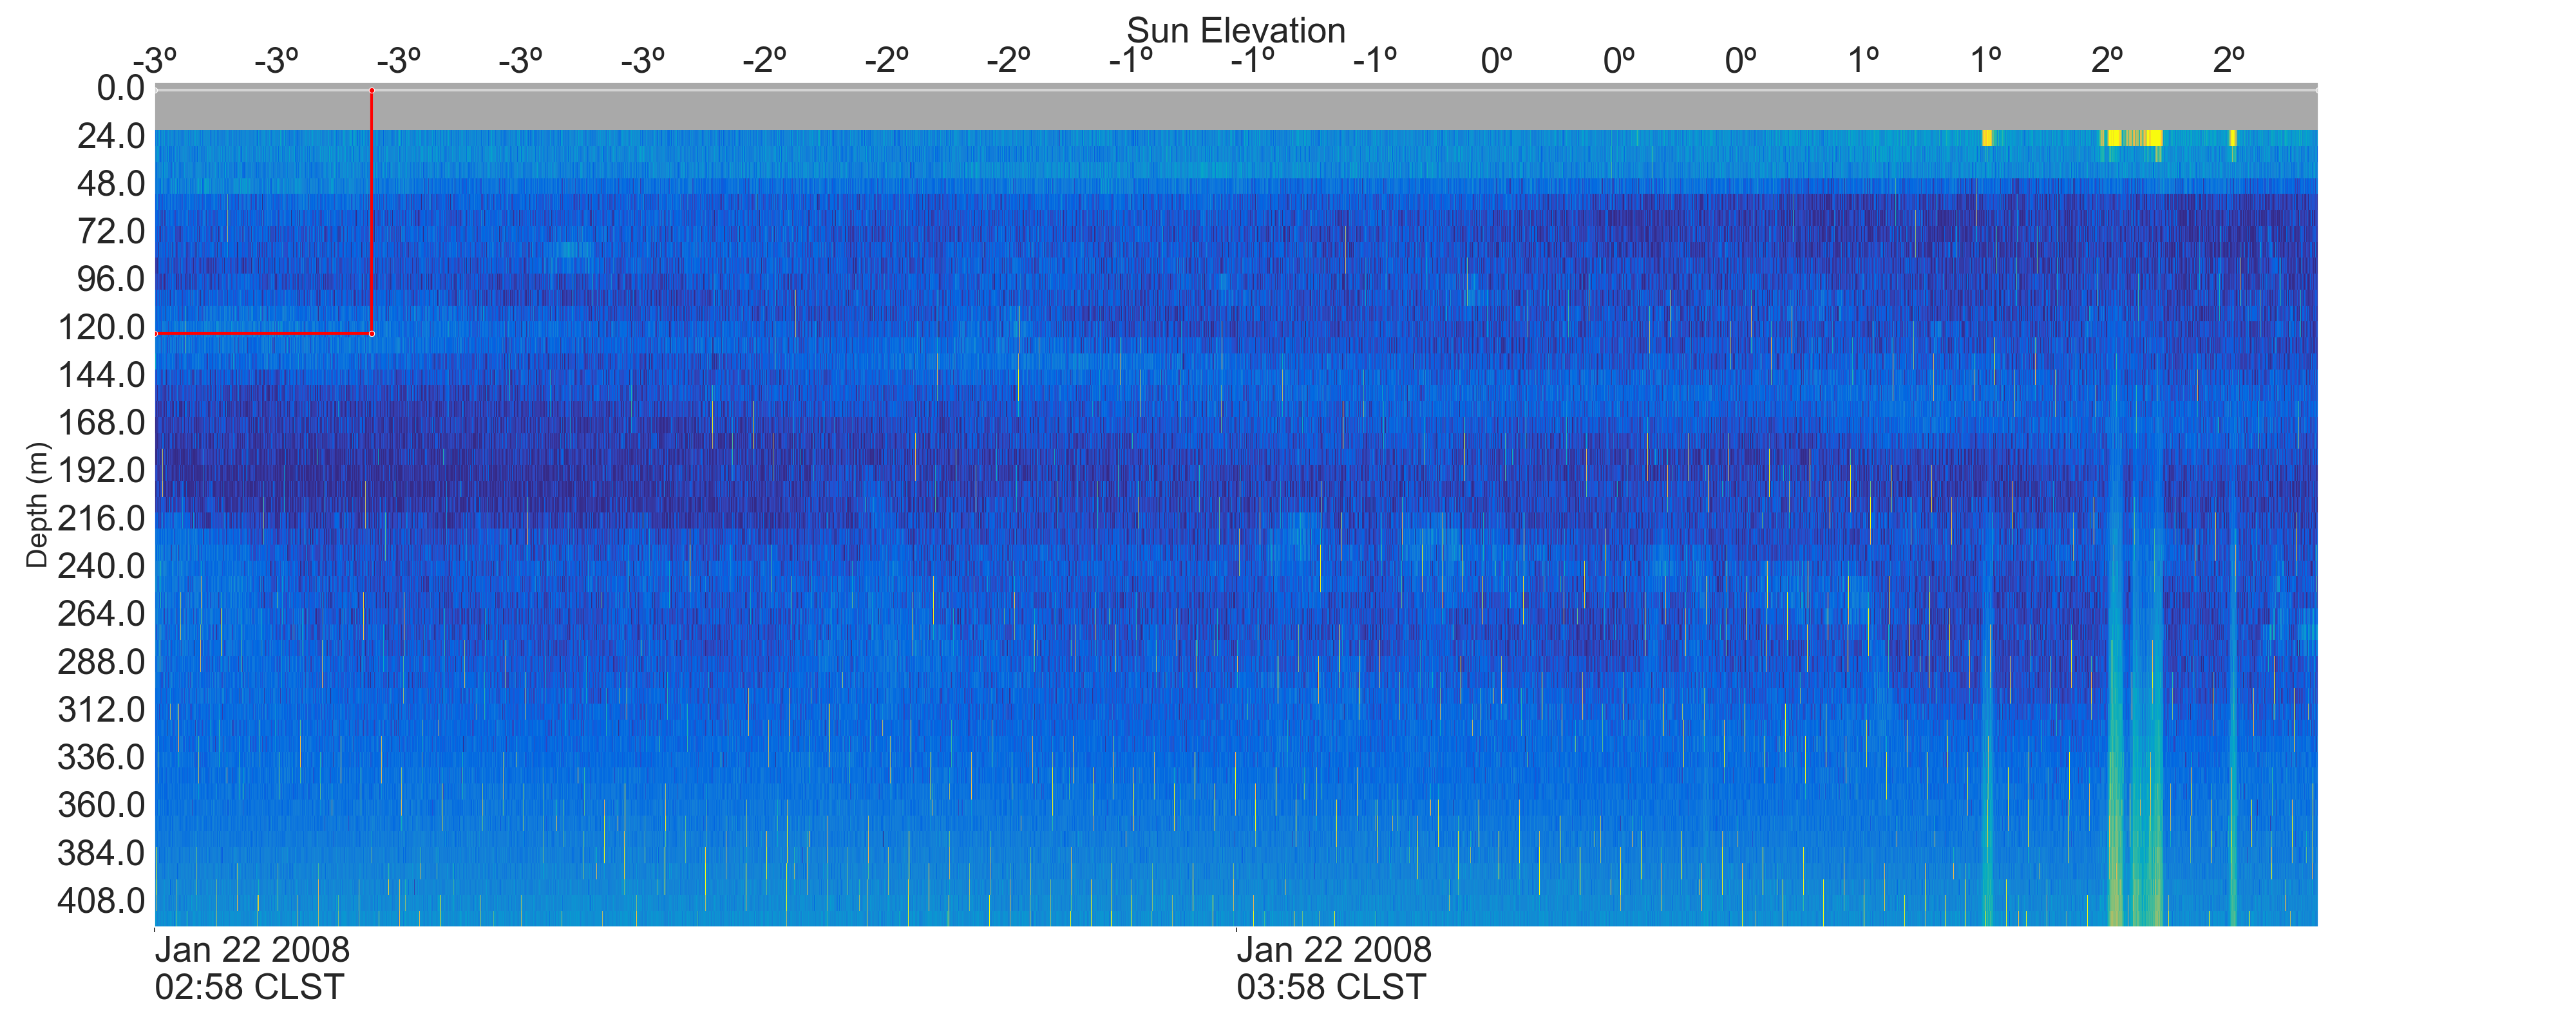 Sun Elevation
-3º -3º -3º -3º -3º -2º -2º -2º -1º -1º -1º 0º 0º 0º 1º 1º 2º 2º
0.0
24.0
48.0
72.0
96.0
120.0
144.0
168.0
192.0
216.0
240.0
264.0
288.0
312.0
336.0
360.0
384.0
408.0
Depth (m)
Jan 22 2008
02:58 CLST
Jan 22 2008
03:58 CLST